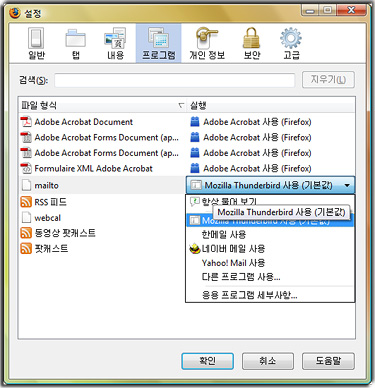 설정
일반 탭 내용 프로그램 개인 정보 보안 고급
검색(S): 지우기(L)
파일 형식 실행
Adobe Acrobat Document Adobe Acrobat 사용 (Firefox)
Adobe Acrobat Forms Document (ap... Adobe Acrobat 사용 (Firefox)
Adobe Acrobat Forms Document (ap... Adobe Acrobat 사용 (Firefox)
Formulaire XML Adobe Acrobat Adobe Acrobat 사용 (Firefox)
mailto Mozilla Thunderbird 사용 (기본값)
RSS 피드 항상 물어 보기
Mozilla Thunderbird 사용 (기본값)
webcal Mozilla Thunderbird 사용 (기본값)
동영상 팟캐스트 한메일 사용
팟캐스트 네이버 메일 사용
Yahoo! Mail 사용
다른 프로그램 사용...
응용 프로그램 세부사항...
확인 취소 도움말